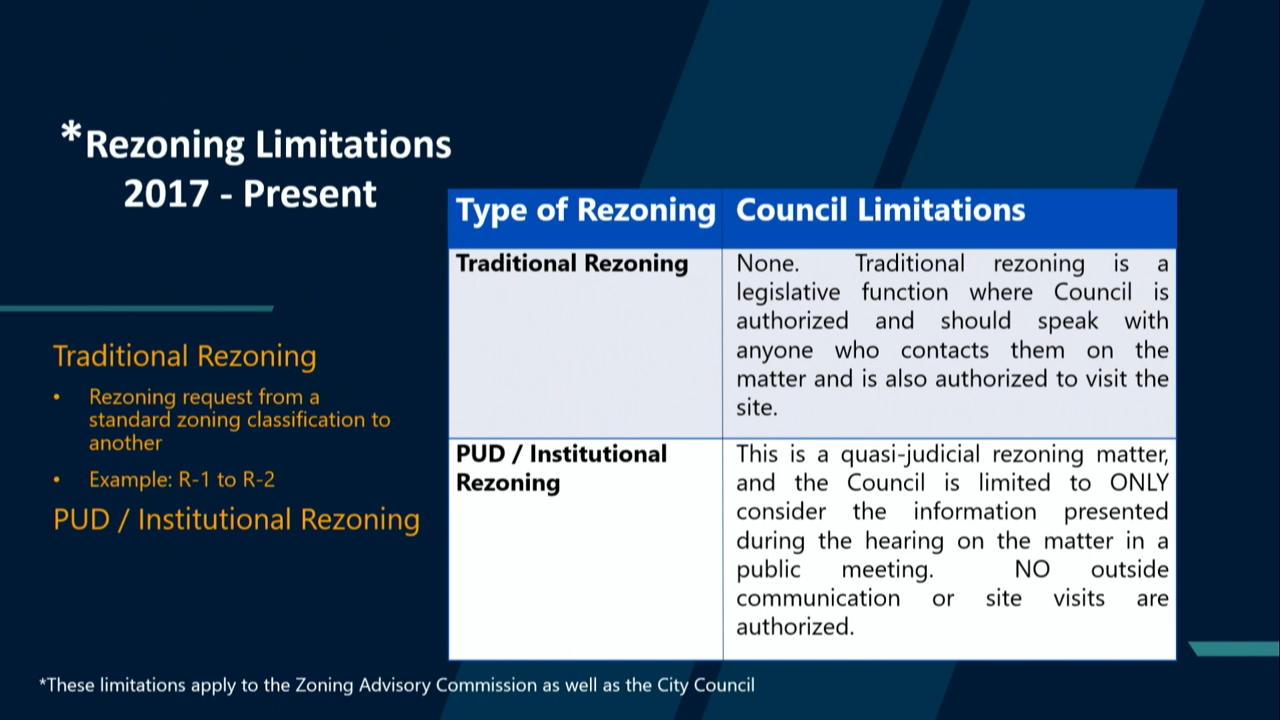 *Rezoning Limitations
2017 - Present
Traditional Rezoning
• Rezoning request from a
standard zoning classification to
another
• Example: R-1 to R-2
PUD / Institutional Rezoning
Type of Rezoning Council Limitations
Traditional Rezoning
None. Traditional rezoning is a
legislative function where Council is
authorized and should speak with
anyone who contacts them on the
matter and is also authorized to visit the
site.
PUD / Institutional
Rezoning
This is a quasi-judicial rezoning matter,
and the Council is limited to ONLY
consider the information presented
during the hearing on the matter in a
public meeting. NO outside
communication or site visits are
authorized.
*These limitations apply to the Zoning Advisory Commission as well as the City Council